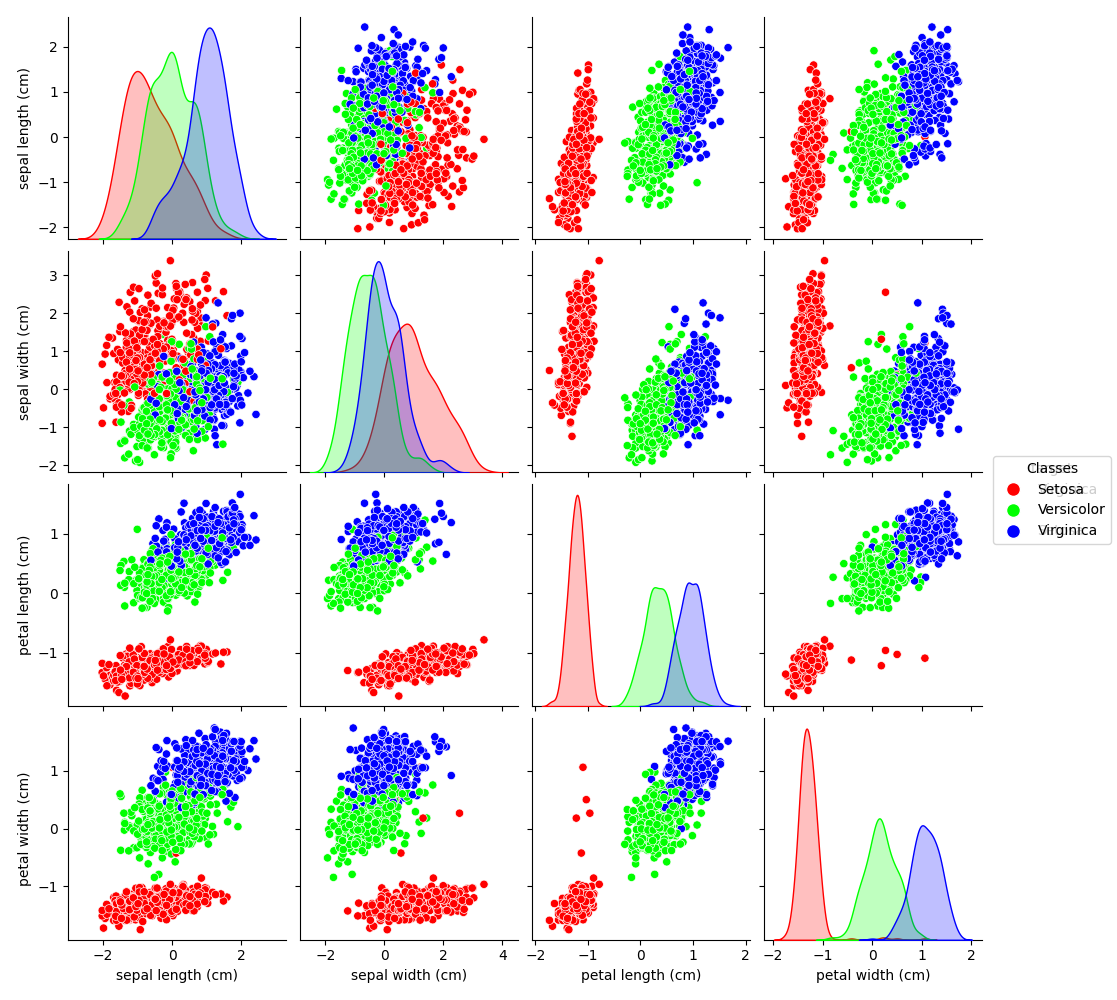 sepal length (cm)
2
1
0
−1
−2
sepal width (cm)
3
2
1
0
−1
−2
petal length (cm)
1
0
−1
petal width (cm)
1
0
−1
−2 0 2
sepal length (cm)
−2 0 2 4
sepal width (cm)
−2 −1 0 1 2
petal length (cm)
−2 −1 0 1 2
petal width (cm)
Classes
Setosa
Versicolor
Virginica